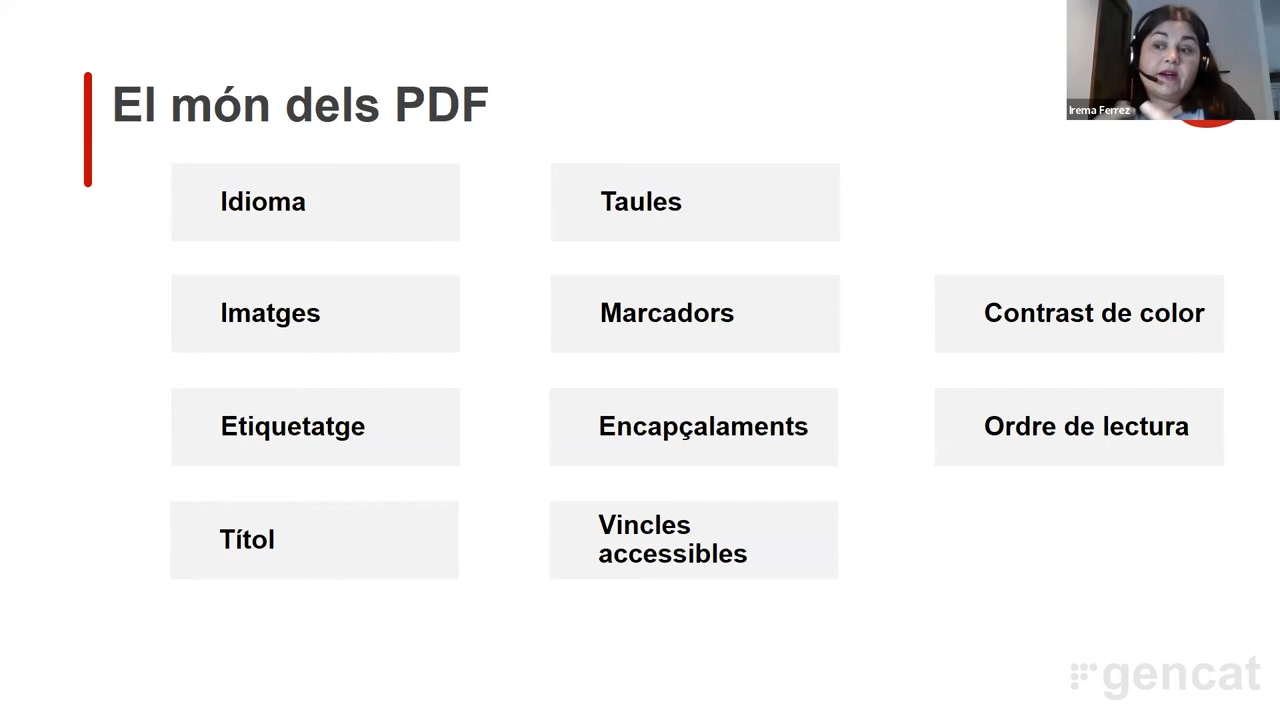 El món dels PDF
Irema Ferrez
Idioma
Taules
Imatges
Marcadors
Contrast de color
Etiquetatge
Encapçalaments
Ordre de lectura
Títol
Vincles
accessibles
gencat